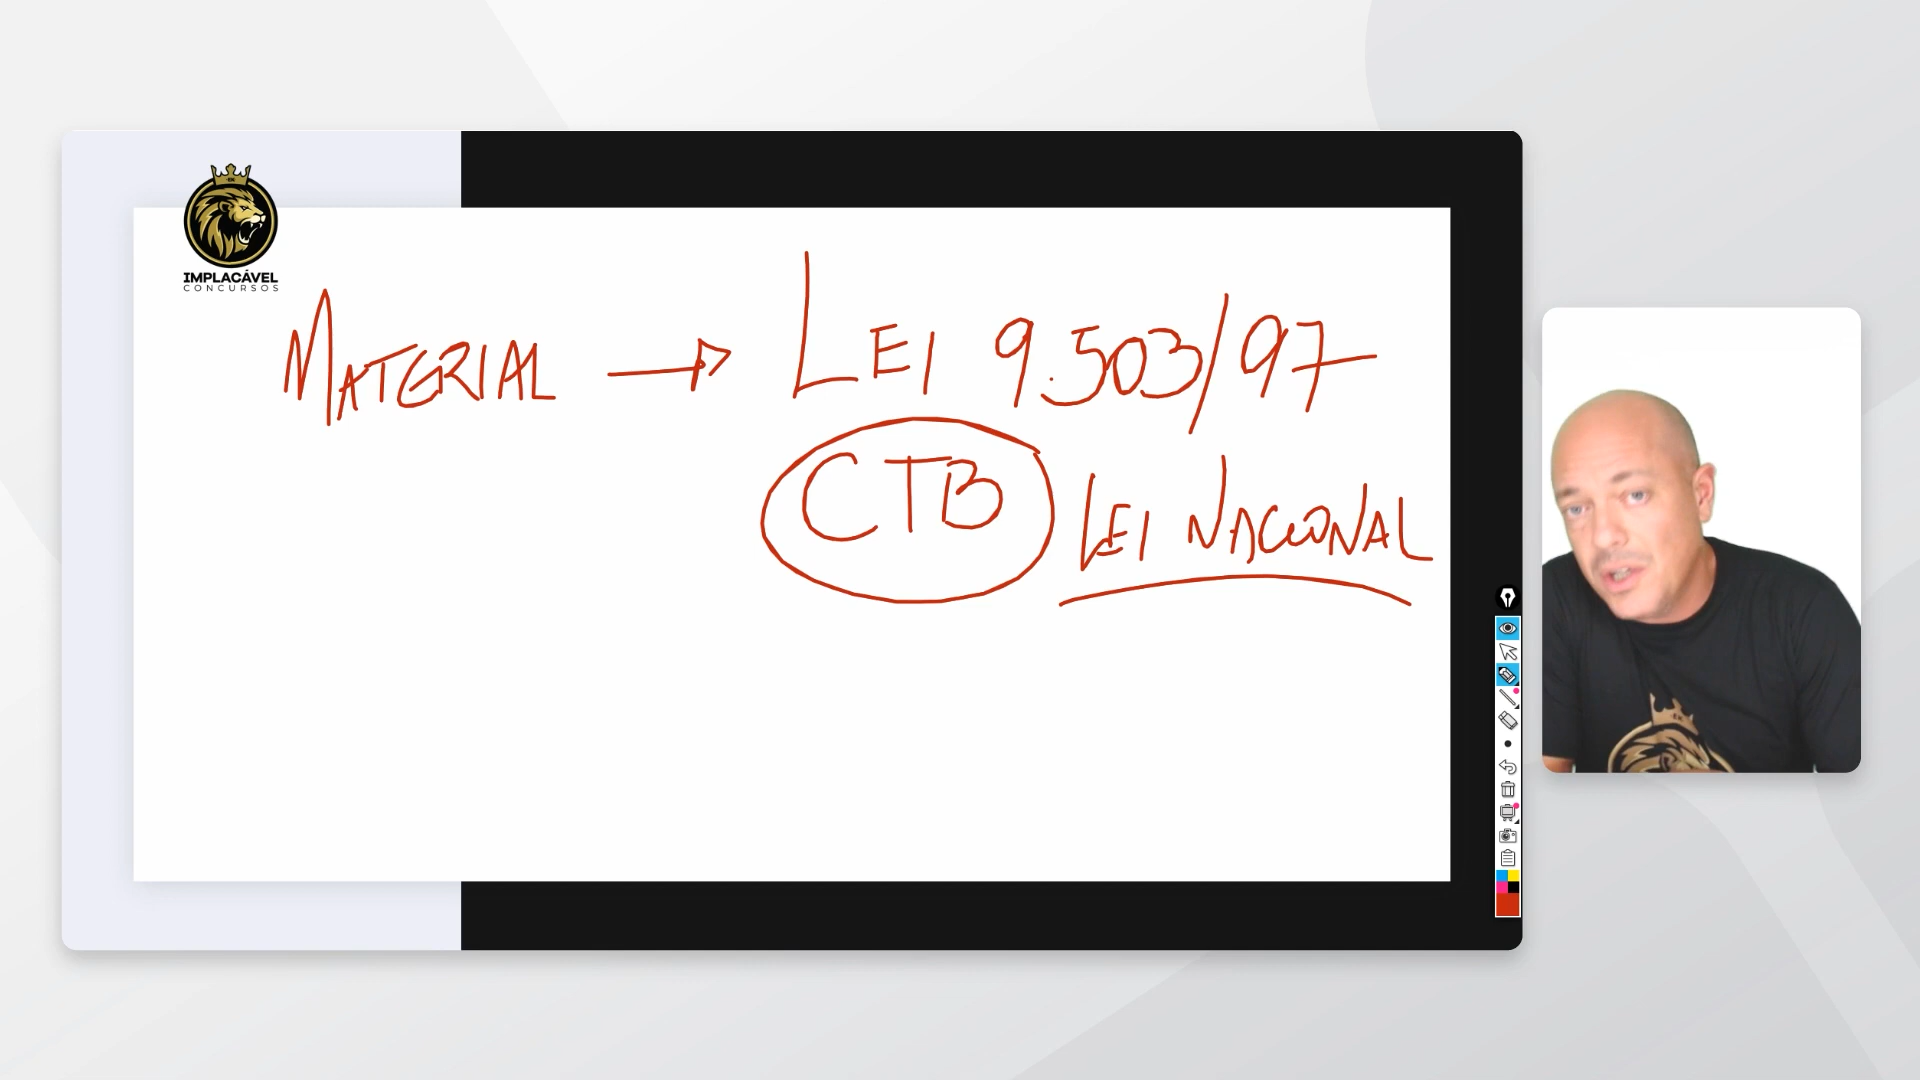 IMPLACÁVEL
CONCURSOS
MATERIAL → LEI 9.503/97
CTB LEI NACIONAL